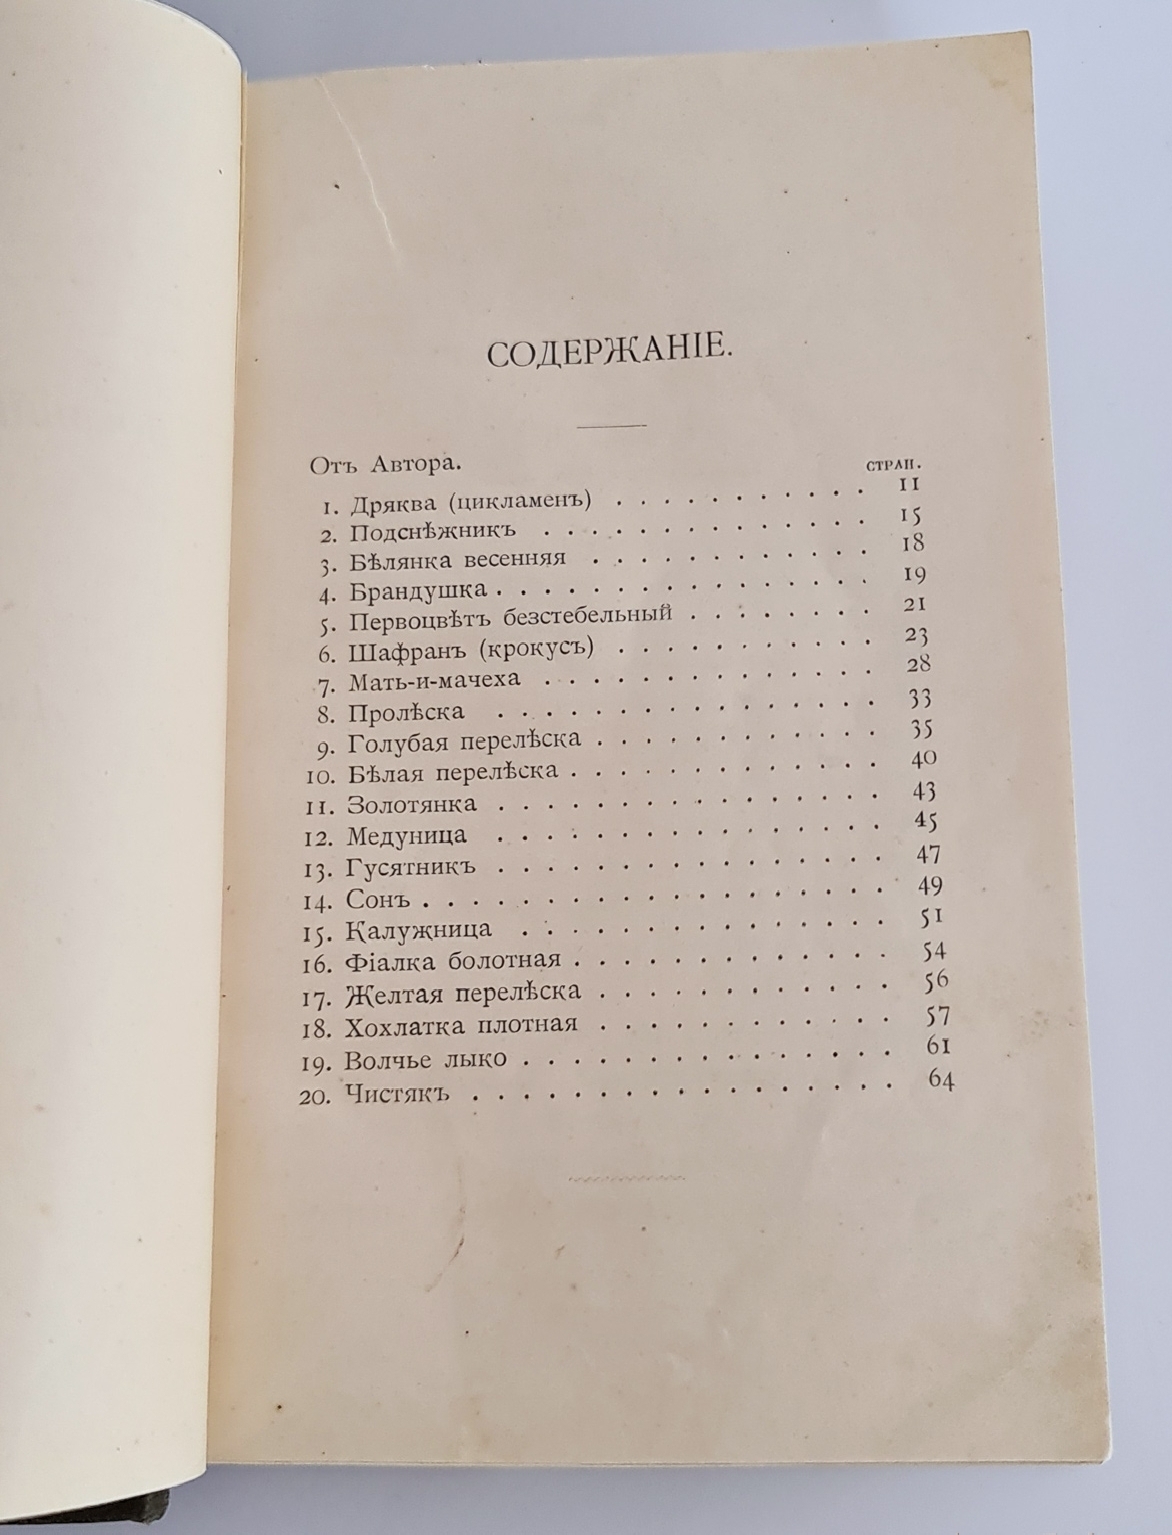 СОДЕРЖАНІЕ.
Отъ Автора.
СТРАН.
1. Дряква (цикламенъ) . . . . . . . . . . . 11
2. Подснѣжникъ . . . . . . . . . . . . . . 15
3. Бѣлянка весенняя . . . . . . . . . . . . 18
4. Брандушка . . . . . . . . . . . . . . . . 19
5. Первоцвѣтъ безстебельный . . . . . . . . 21
6. Шафранъ (крокусъ) . . . . . . . . . . . 23
7. Мать-и-мачеха . . . . . . . . . . . . . . 28
8. Пролѣска . . . . . . . . . . . . . . . . 33
9. Голубая перелѣска . . . . . . . . . . . . 35
10. Бѣлая перелѣска . . . . . . . . . . . . . 40
11. Золотянка . . . . . . . . . . . . . . . . 43
12. Медуница . . . . . . . . . . . . . . . . 45
13. Гусятникъ . . . . . . . . . . . . . . . . 47
14. Сонъ . . . . . . . . . . . . . . . . . . . 49
15. Калужница . . . . . . . . . . . . . . . 51
16. Фіалка болотная . . . . . . . . . . . . . 54
17. Желтая перелѣска . . . . . . . . . . . . 56
18. Хохлатка плотная . . . . . . . . . . . . 57
19. Волчье лыко . . . . . . . . . . . . . . . 61
20. Чистякъ . . . . . . . . . . . . . . . . . 64